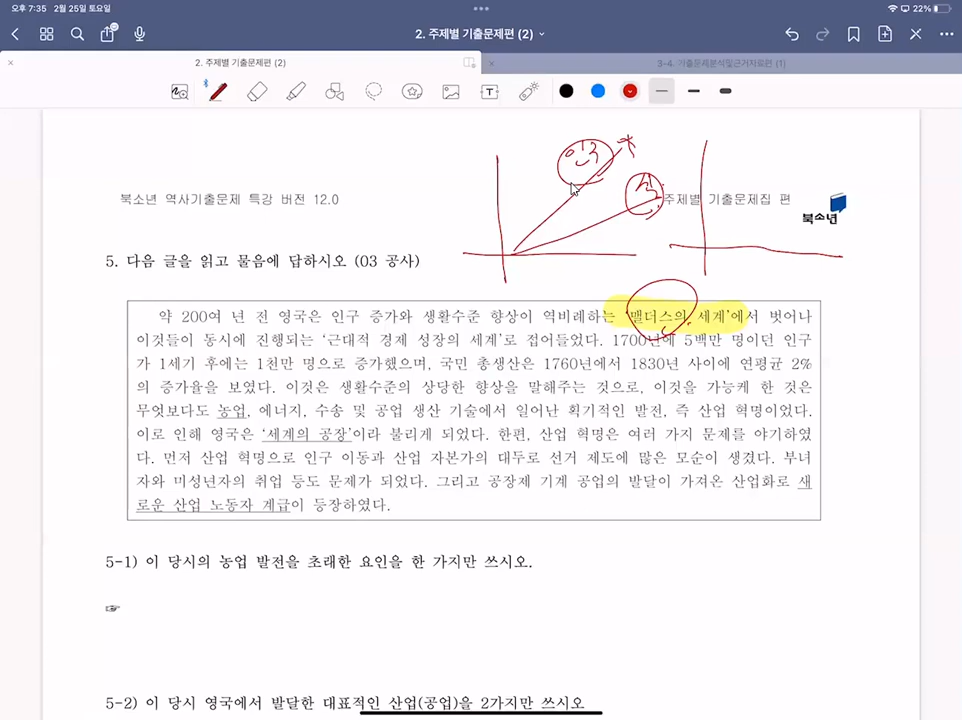 오후 7:35 2월 25일 토요일
22%
2. 주제별 기출문제편 (2)
2. 주제별 기출문제편 (2)
3-4. 기출문제분석및근거자료편 (1)
인구
식
북소년 역사기출문제 특강 버전 12.0
주제별 기출문제집 편
북소년
5. 다음 글을 읽고 물음에 답하시오 (03 공사)
약 200여 년 전 영국은 인구 증가와 생활수준 향상이 역비례하는 '맬더스의 세계'에서 벗어나
이것들이 동시에 진행되는 '근대적 경제 성장의 세계'로 접어들었다. 1700년에 5백만 명이던 인구
가 1세기 후에는 1천만 명으로 증가했으며, 국민 총생산은 1760년에서 1830년 사이에 연평균 2%
의 증가율을 보였다. 이것은 생활수준의 상당한 향상을 말해주는 것으로, 이것을 가능케 한 것은
무엇보다도 농업, 에너지, 수송 및 공업 생산 기술에서 일어난 획기적인 발전, 즉 산업 혁명이었다.
이로 인해 영국은 '세계의 공장'이라 불리게 되었다. 한편, 산업 혁명은 여러 가지 문제를 야기하였
다. 먼저 산업 혁명으로 인구 이동과 산업 자본가의 대두로 선거 제도에 많은 모순이 생겼다. 부녀
자와 미성년자의 취업 등도 문제가 되었다. 그리고 공장제 기계 공업의 발달이 가져온 산업화로 새
로운 산업 노동자 계급이 등장하였다.
5-1) 이 당시의 농업 발전을 초래한 요인을 한 가지만 쓰시오.
☞
5-2) 이 당시 영국에서 발달한 대표적인 산업(공업)을 2가지만 쓰시오